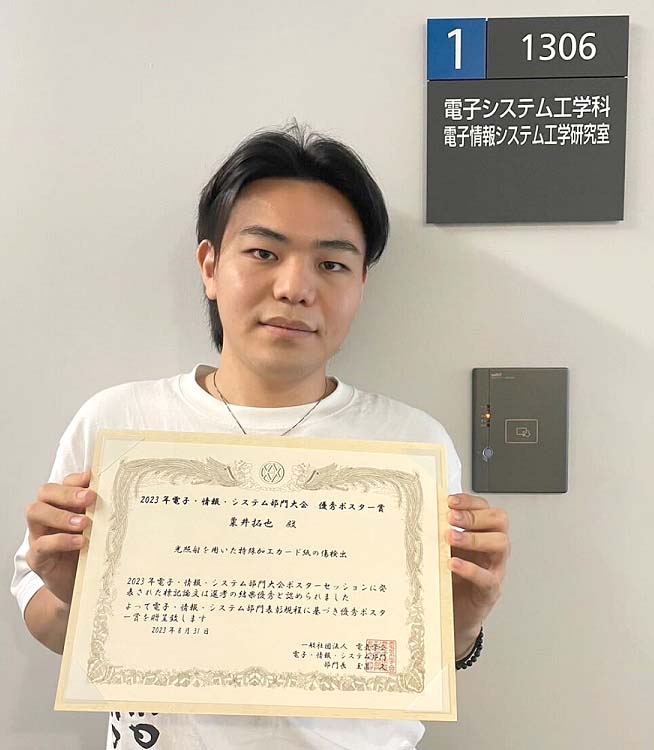 1 1306
電子システム工学科
電子情報システム工学研究室
2023年電子・情報・システム部門大会 優秀ポスター賞
粟井拓也 殿
光照射を用いた特殊加工カード紙の傷検出
2023年電子・情報・システム部門大会ポスターセッションに発
表された標記論文は選考の結果優秀と認められました
よって電子・情報・システム部門表彰規程に基づき優秀ポスタ
ー賞を贈呈致します
2023年8月31日
一般社団法人 電気学会
電子・情報・システム部門
部門長